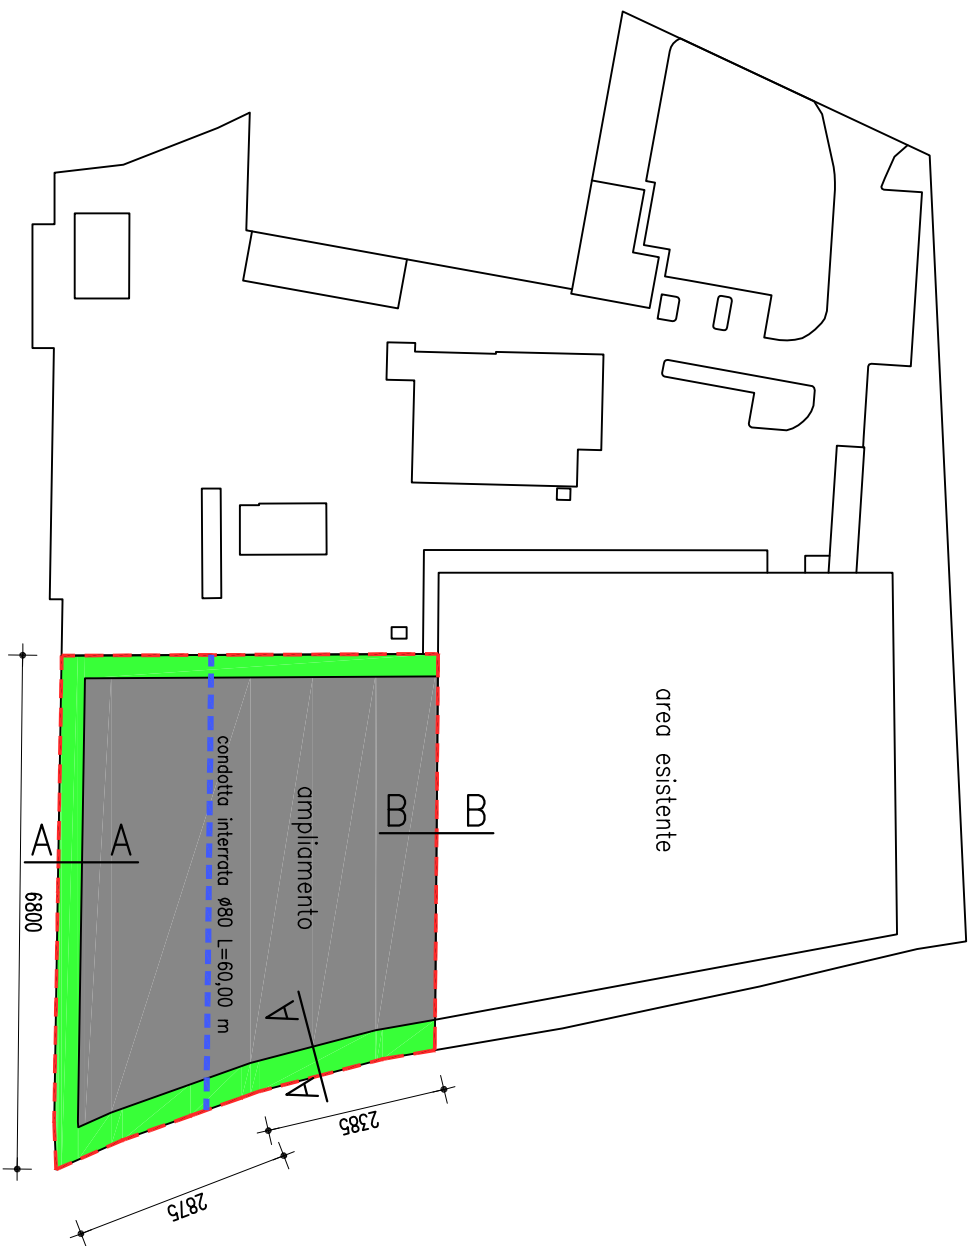 area esistente
B B
ampliamento
condotta interrata ø80 L=60,00 m
A A
6800
A
A
2385
2875